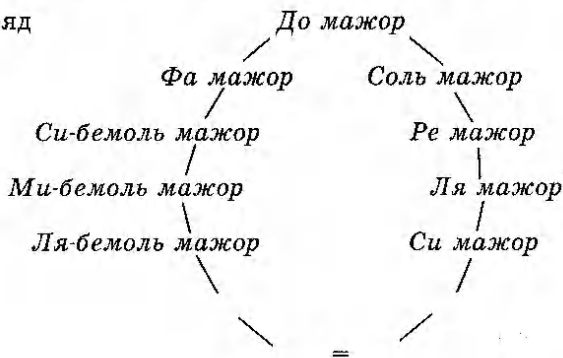 яд
До мажор
Фа мажор Соль мажор
Си-бемоль мажор Ре мажор
Ми-бемоль мажор Ля мажор
Ля-бемоль мажор Си мажор
=